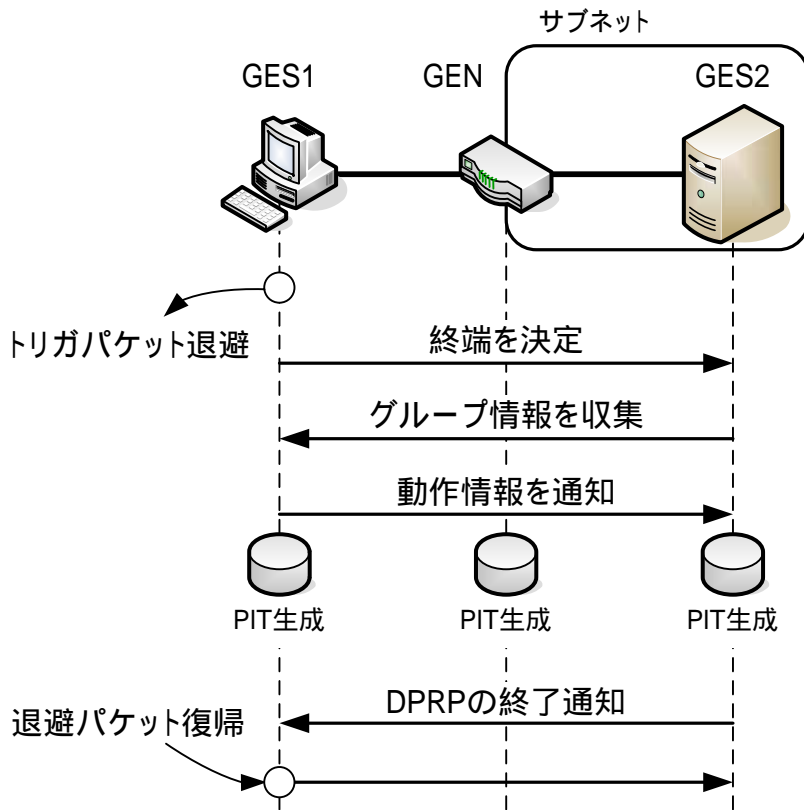 サブネット
GES1
GEN
GES2
トリガパケット退避
終端を決定
グループ情報を収集
動作情報を通知
PIT生成
PIT生成
PIT生成
DPRPの終了通知
退避パケット復帰